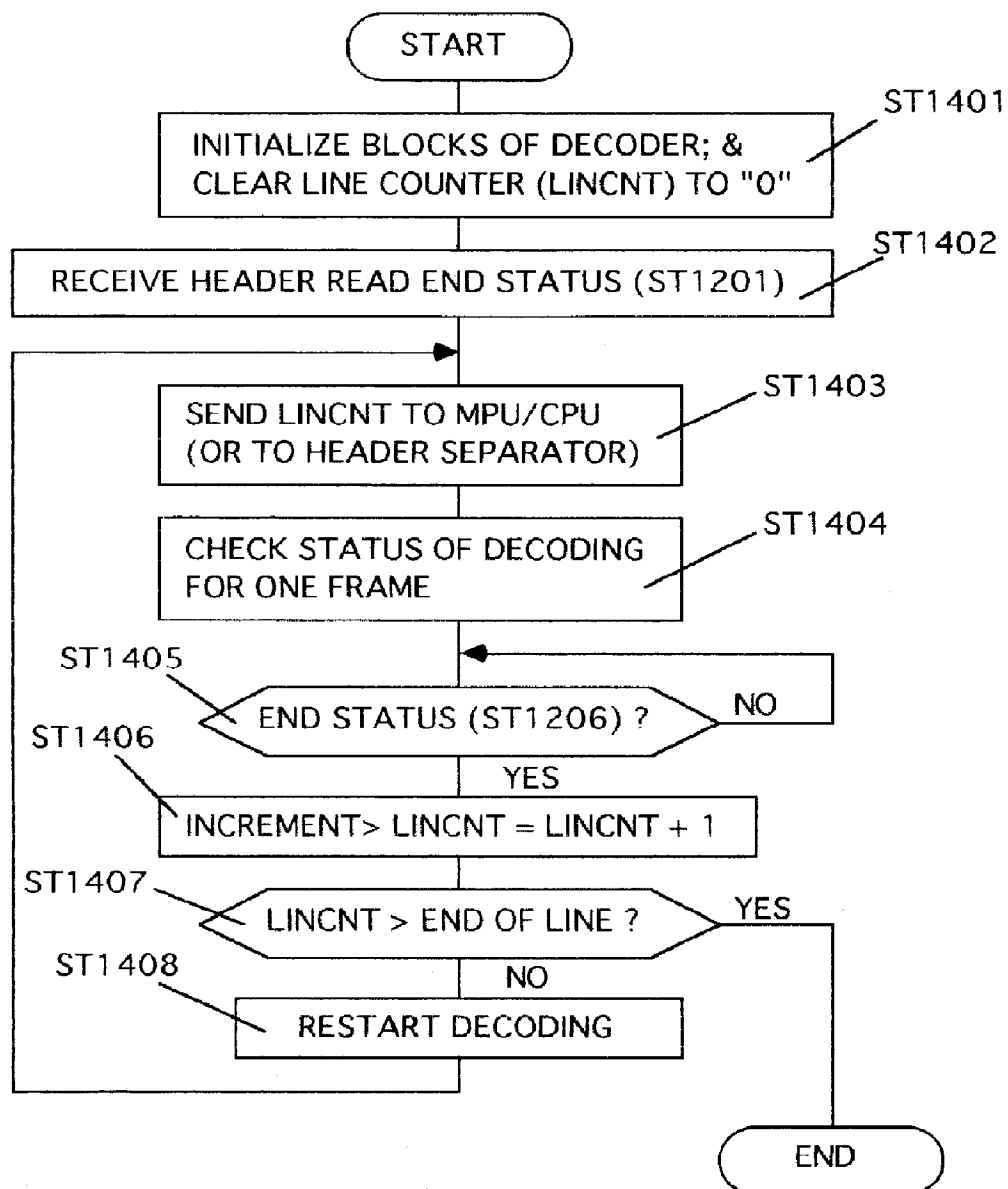 START
ST1401
INITIALIZE BLOCKS OF DECODER; &
CLEAR LINE COUNTER (LINCNT) TO "0"
ST1402
RECEIVE HEADER READ END STATUS (ST1201)
ST1403
SEND LINCNT TO MPU/CPU
(OR TO HEADER SEPARATOR)
ST1404
CHECK STATUS OF DECODING
FOR ONE FRAME
ST1405
END STATUS (ST1206) ?
NO
ST1406
YES
INCREMENT> LINCNT = LINCNT + 1
ST1407
LINCNT > END OF LINE ?
YES
ST1408
NO
RESTART DECODING
END